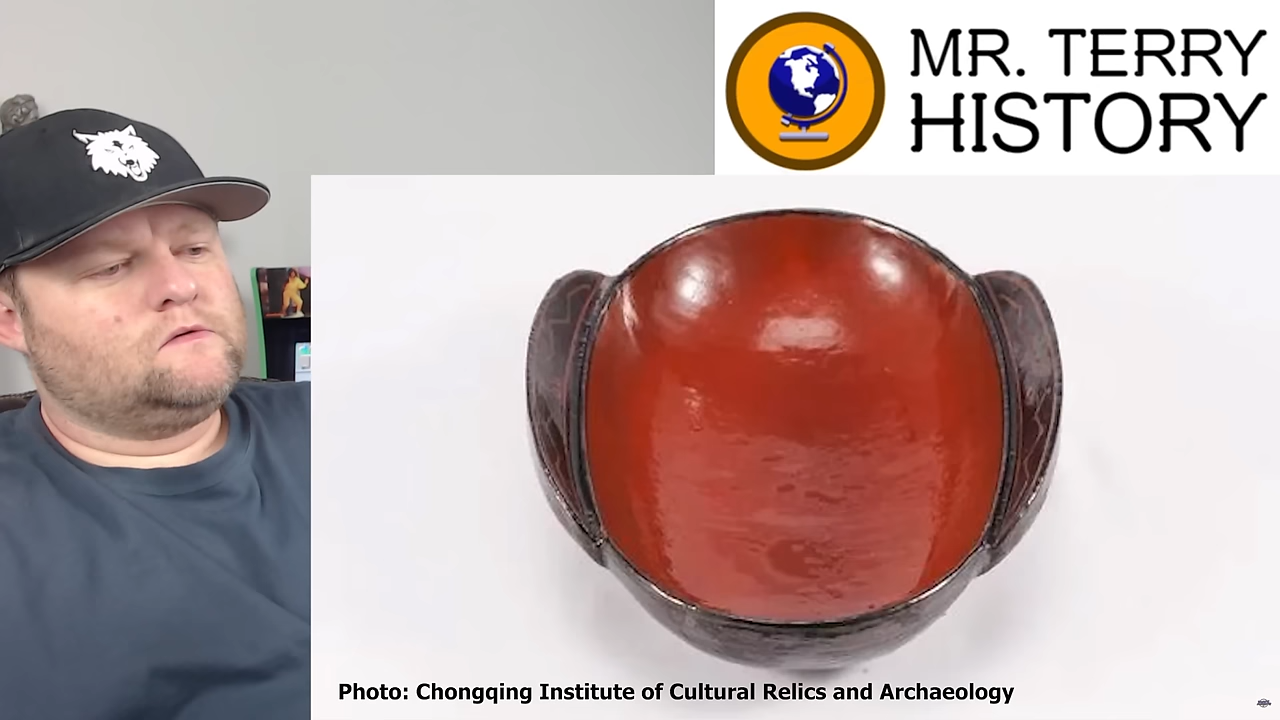 MR. TERRY
HISTORY
Photo: Chongqing Institute of Cultural Relics and Archaeology